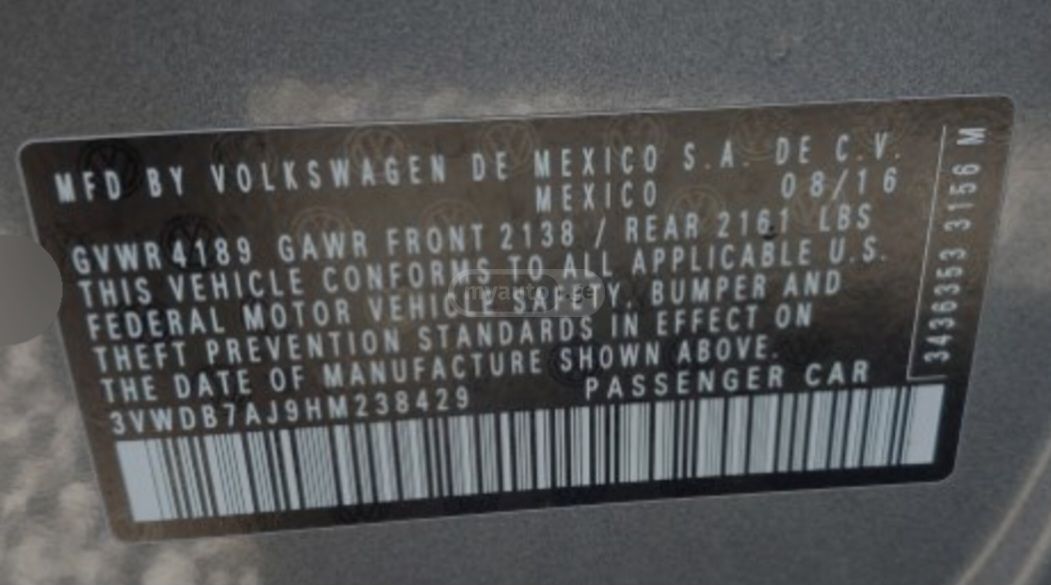 MFD BY VOLKSWAGEN DE MEXICO S.A. DE C.V.
MEXICO 08/16
GVWR 4189 GAWR FRONT 2138 / REAR 2161 LBS
THIS VEHICLE CONFORMS TO ALL APPLICABLE U.S.
FEDERAL MOTOR VEHICLE SAFETY, BUMPER AND
THEFT PREVENTION STANDARDS IN EFFECT ON
THE DATE OF MANUFACTURE SHOWN ABOVE.
3VWDB7AJ9HM238429 PASSENGER CAR
3436353 3156 M
myauto.ge